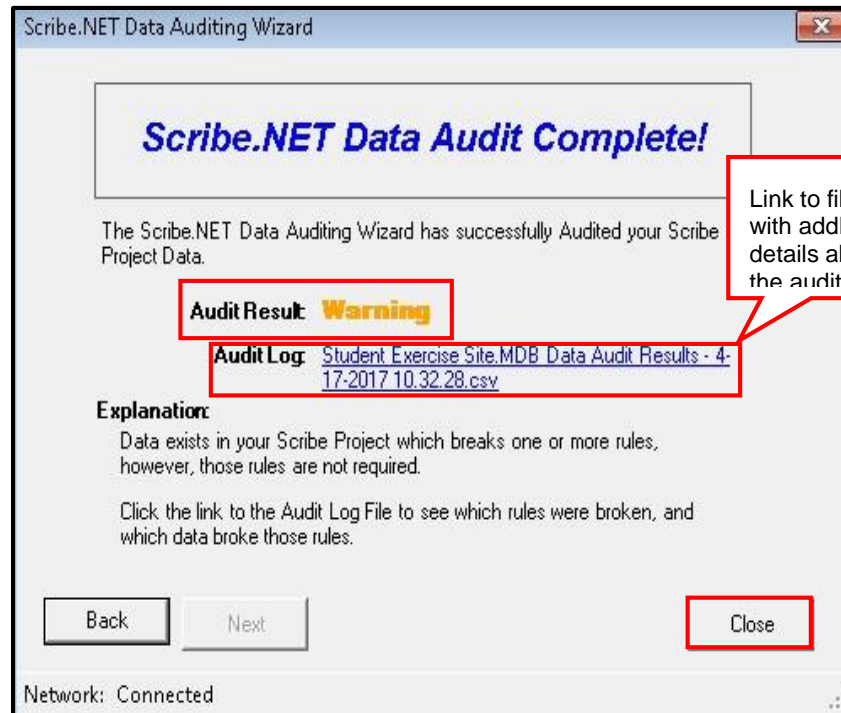 Scribe.NET Data Auditing Wizard
Scribe.NET Data Audit Complete!
The Scribe.NET Data Auditing Wizard has successfully Audited your Scribe
Project Data.
Link to
with
details
the audit
Audit Result: Warning
Audit Log: Student Exercise Site.MDB Data Audit Results - 4-
17-2017 10.32.28.csv
Explanation:
Data exists in your Scribe Project which breaks one or more rules,
however, those rules are not required.
Click the link to the Audit Log File to see which rules were broken, and
which data broke those rules.
Back
Next
Close
Network: Connected